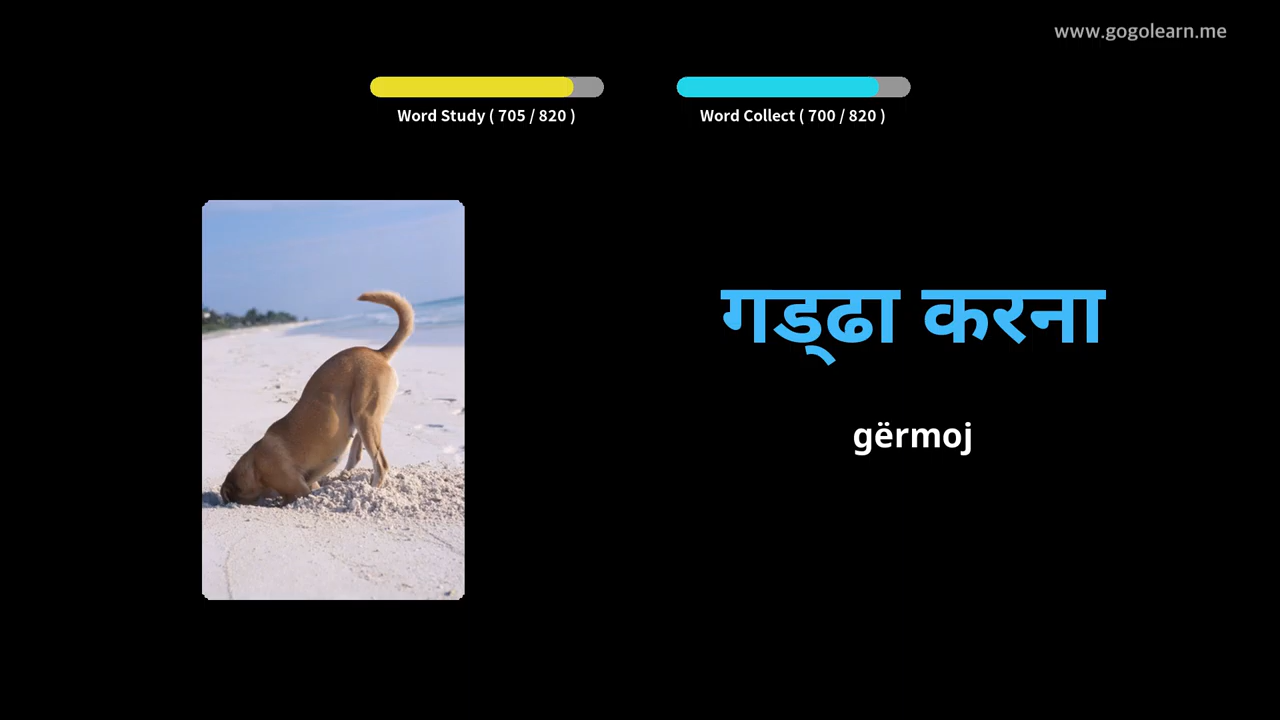 www.gogolearn.me
Word Study ( 705 / 820 )
Word Collect ( 700 / 820 )
गड्ढा करना
gërmoj